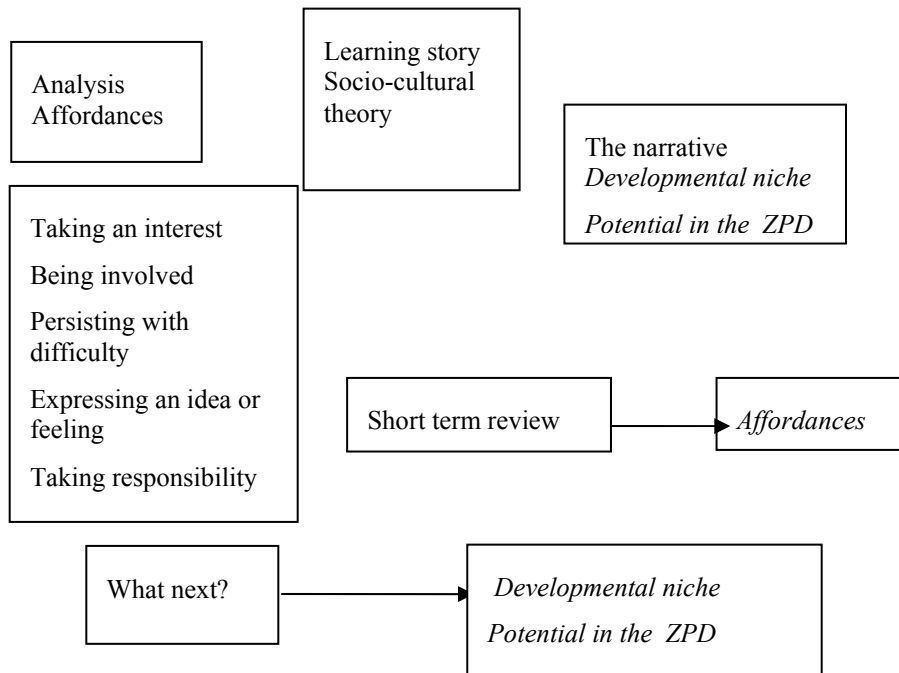 Learning story
Socio-cultural
theory
Analysis
Affordances
The narrative
Developmental niche
Potential in the ZPD
Taking an interest
Being involved
Persisting with
difficulty
Expressing an idea or
feeling
Taking responsibility
Short term review
Affordances
What next?
Developmental niche
Potential in the ZPD